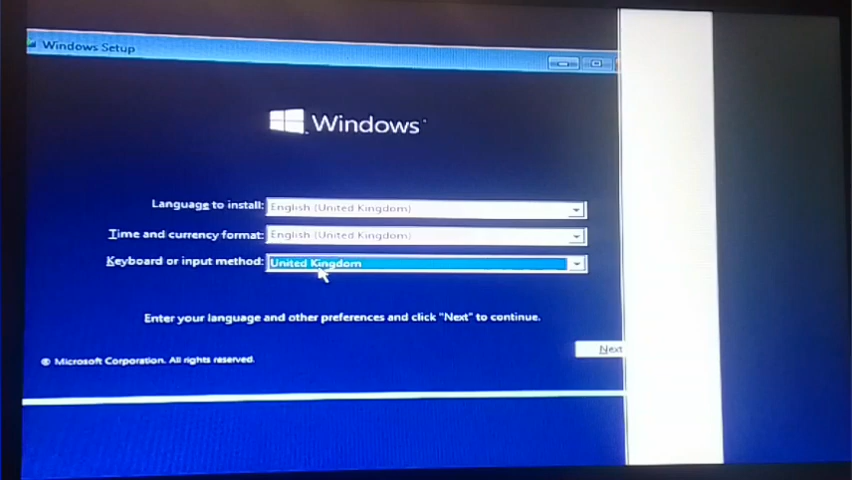 Windows Setup
Windows
Language to install: English (United Kingdom)
Time and currency format: English (United Kingdom)
Keyboard or input method: United Kingdom
Enter your language and other preferences and click "Next" to continue.
Next
© Microsoft Corporation. All rights reserved.